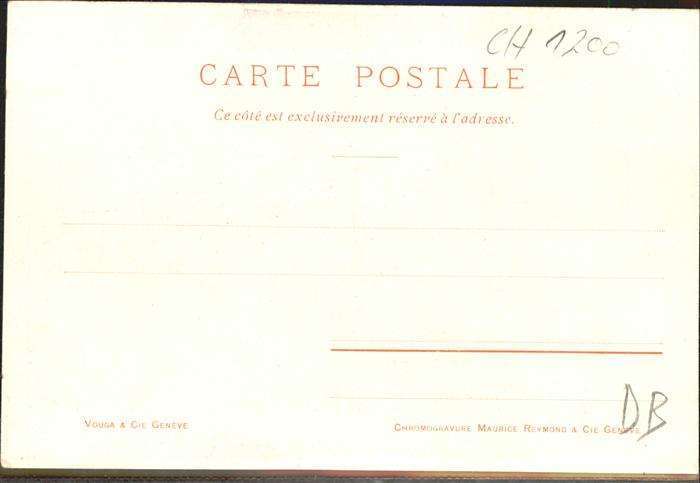 CH 1200
CARTE POSTALE
Ce côté est exclusivement réservé à l'adresse.
VOUGA & CIE GENÈVE
CHROMOGRAVURE MAURICE REYMOND & CIE GENÈVE
DB